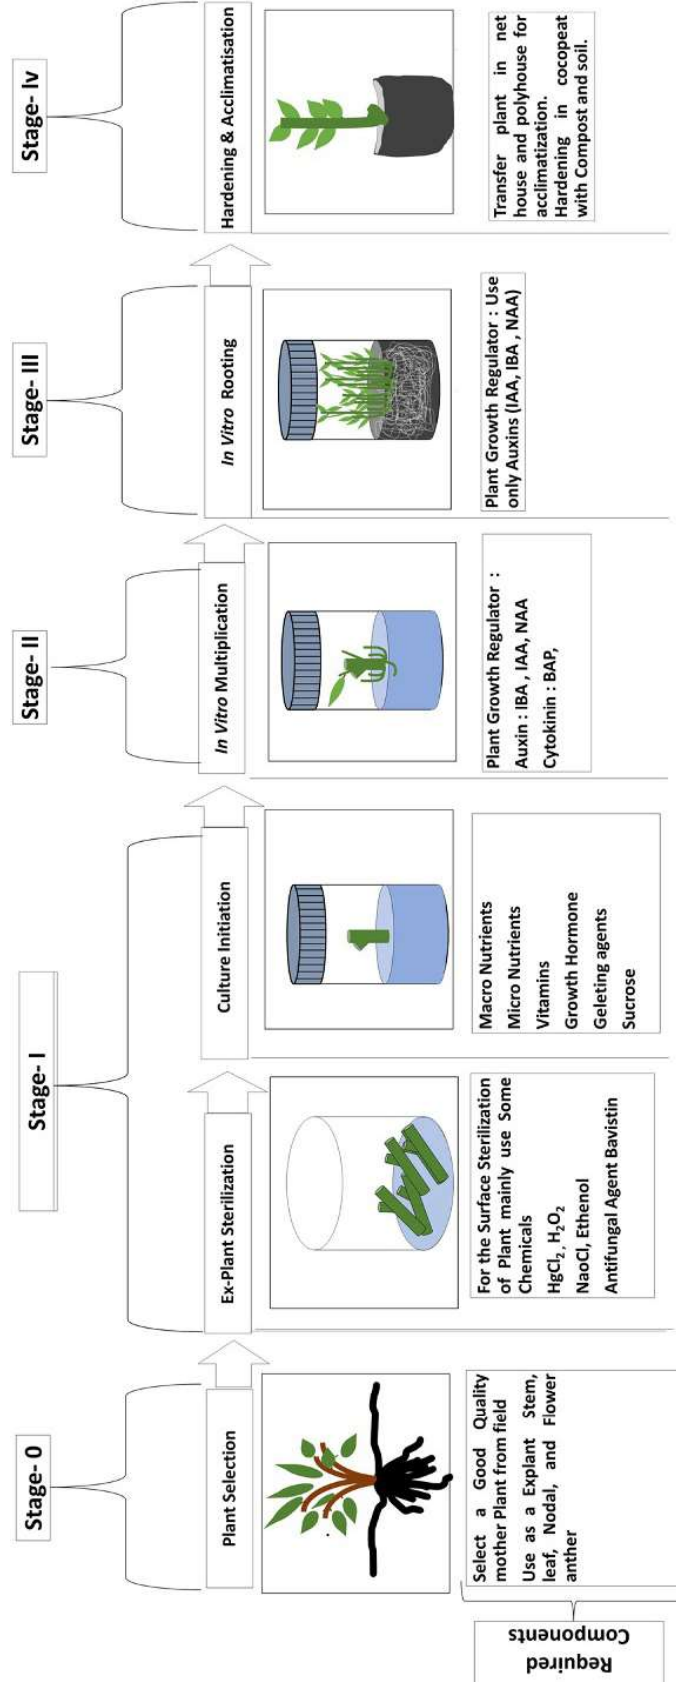 Stage- 0
Stage- I
Stage- II
Stage- III
Stage- Iv
Plant Selection
Ex-Plant Sterilization
Culture Initiation
In Vitro Multiplication
In Vitro Rooting
Hardening & Acclimatisation
Required
Components
Select a Good Quality
mother Plant from field
Use as a Explant Stem,
leaf, Nodal, and Flower
anther
For the Surface Sterilization
of Plant mainly use Some
Chemicals
HgCl₂, H₂O₂
NaoCl, Ethenol
Antifungal Agent Bavistin
Macro Nutrients
Micro Nutrients
Vitamins
Growth Hormone
Geleting agents
Sucrose
Plant Growth Regulator :
Auxin : IBA , IAA, NAA
Cytokinin : BAP,
Plant Growth Regulator : Use
only Auxins (IAA, IBA , NAA)
Transfer plant in net
house and polyhouse for
acclimatization.
Hardening in cocopeat
with Compost and soil.